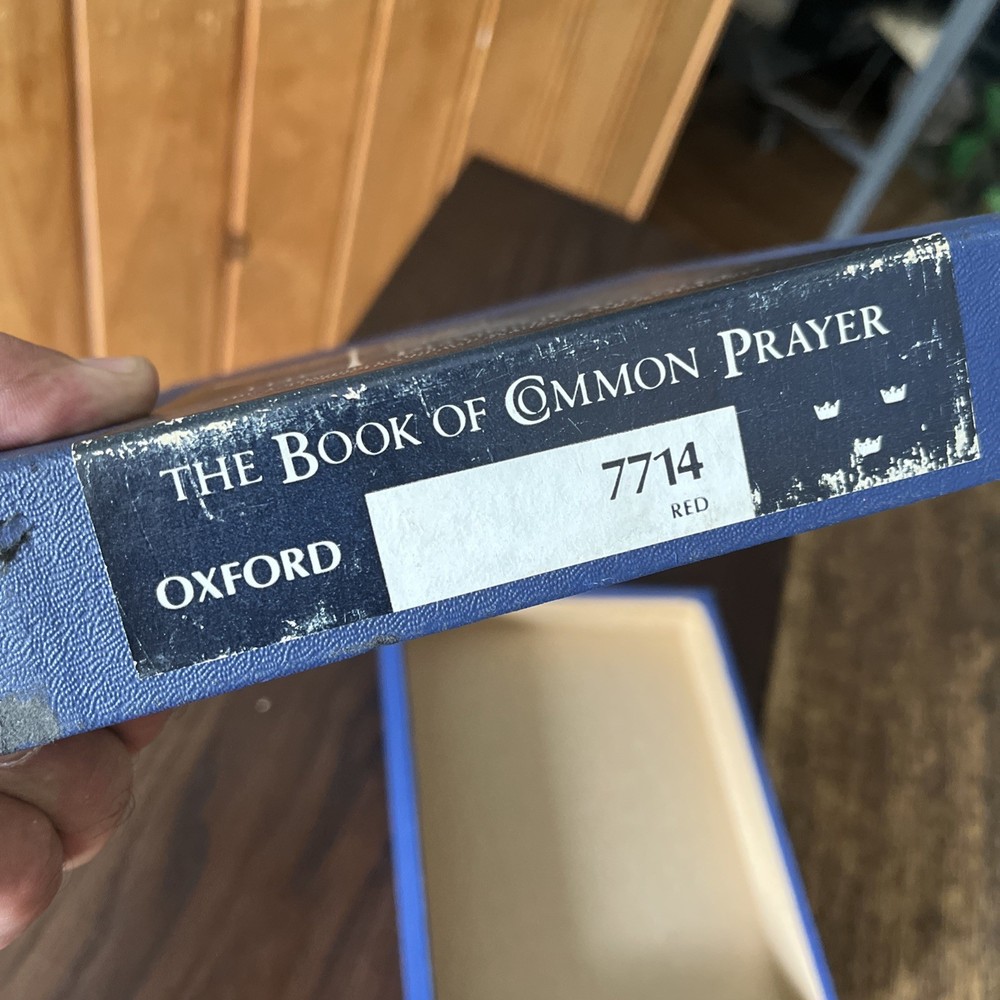 THE BOOK OF COMMON PRAYER
7714
RED
OXFORD